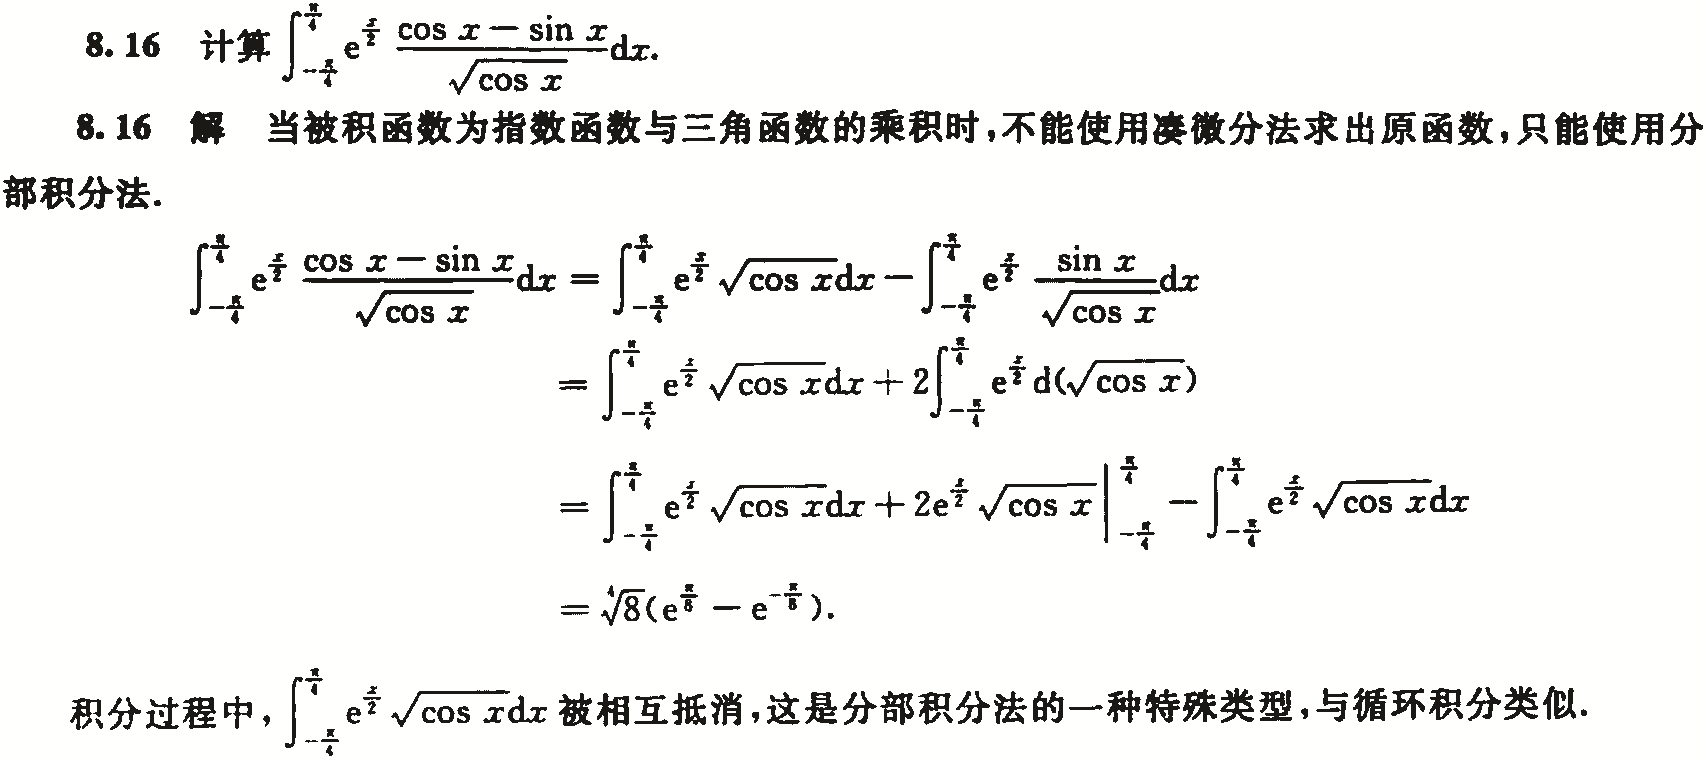 8.16 计算 $\int_{-\frac{\pi}{4}}^{\frac{\pi}{4}} e^{\frac{x}{2}} \frac{\cos x - \sin x}{\sqrt{\cos x}} dx$.
8.16 解 当被积函数为指数函数与三角函数的乘积时,不能使用凑微分法求出原函数,只能使用分
部积分法.
$\int_{-\frac{\pi}{4}}^{\frac{\pi}{4}} e^{\frac{x}{2}} \frac{\cos x - \sin x}{\sqrt{\cos x}} dx = \int_{-\frac{\pi}{4}}^{\frac{\pi}{4}} e^{\frac{x}{2}} \sqrt{\cos x} dx - \int_{-\frac{\pi}{4}}^{\frac{\pi}{4}} e^{\frac{x}{2}} \frac{\sin x}{\sqrt{\cos x}} dx$
$= \int_{-\frac{\pi}{4}}^{\frac{\pi}{4}} e^{\frac{x}{2}} \sqrt{\cos x} dx + 2\int_{-\frac{\pi}{4}}^{\frac{\pi}{4}} e^{\frac{x}{2}} d(\sqrt{\cos x})$
$= \int_{-\frac{\pi}{4}}^{\frac{\pi}{4}} e^{\frac{x}{2}} \sqrt{\cos x} dx + 2e^{\frac{x}{2}} \sqrt{\cos x} \Big|_{-\frac{\pi}{4}}^{\frac{\pi}{4}} - \int_{-\frac{\pi}{4}}^{\frac{\pi}{4}} e^{\frac{x}{2}} \sqrt{\cos x} dx$
$= \sqrt[4]{8}(e^{\frac{\pi}{8}} - e^{-\frac{\pi}{8}})$.
积分过程中, $\int_{-\frac{\pi}{4}}^{\frac{\pi}{4}} e^{\frac{x}{2}} \sqrt{\cos x} dx$ 被相互抵消,这是分部积分法的一种特殊类型,与循环积分类似.